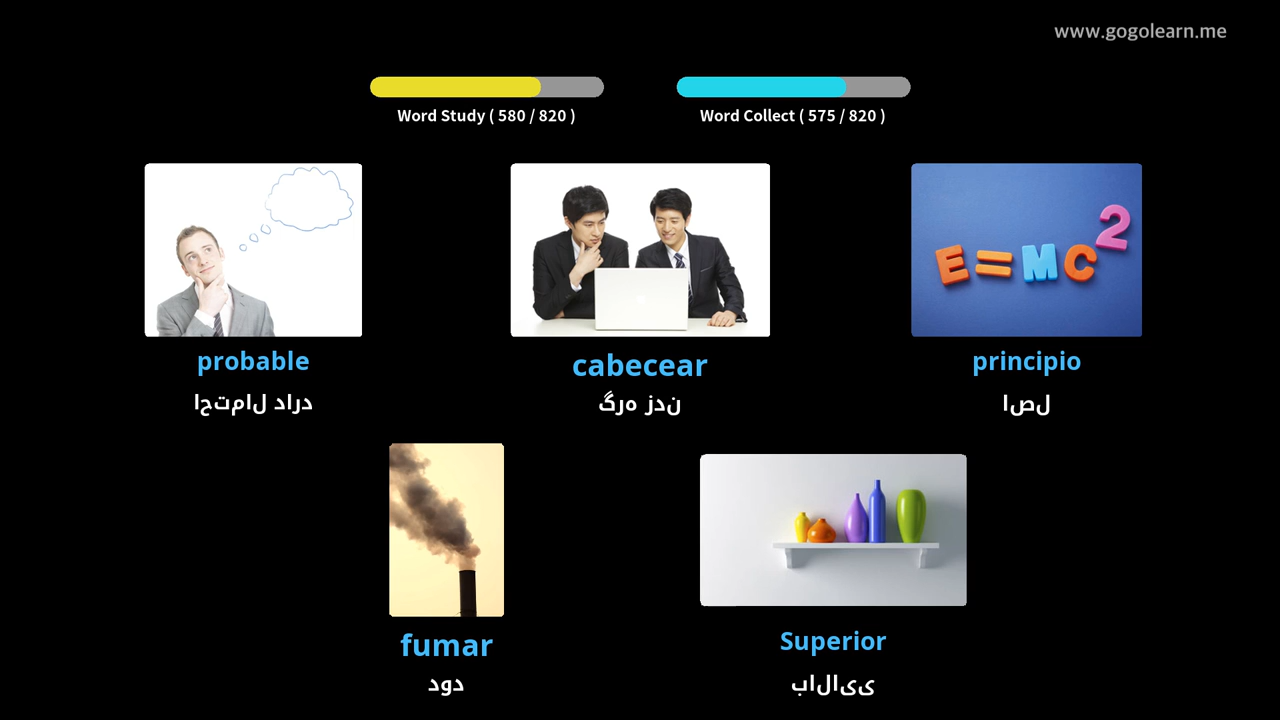 www.gogolearn.me
Word Study ( 580 / 820 )
Word Collect ( 575 / 820 )
probable
cabecear
principio
احتمال دارد
گره زدن
اصل
fumar
Superior
دود
بالایی